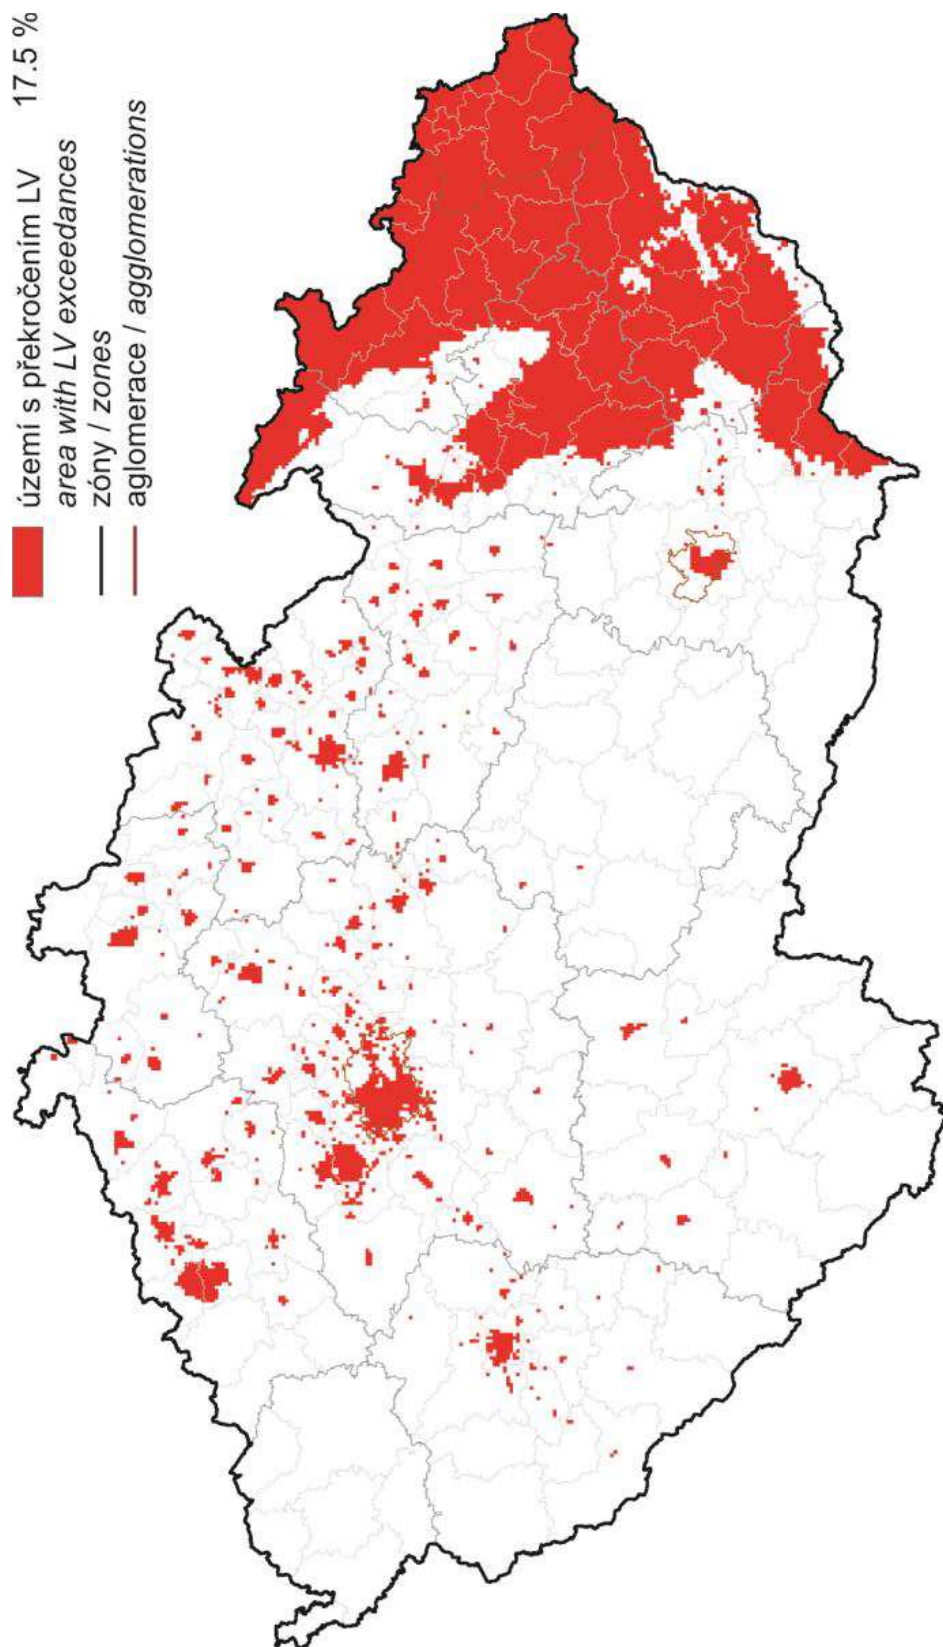 území s překročením LV 17.5 %
area with LV exceedances
zóny / zones
aglomerace / agglomerations